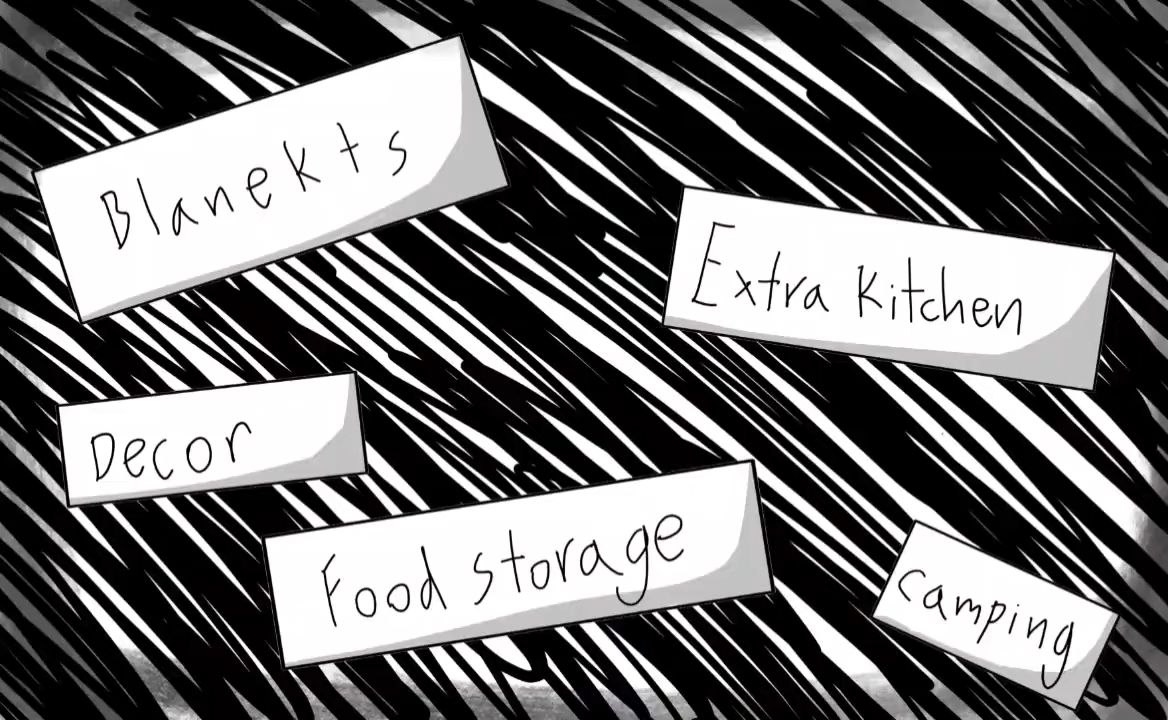 Blanekts
Extra Kitchen
Decor
Food storage
camping